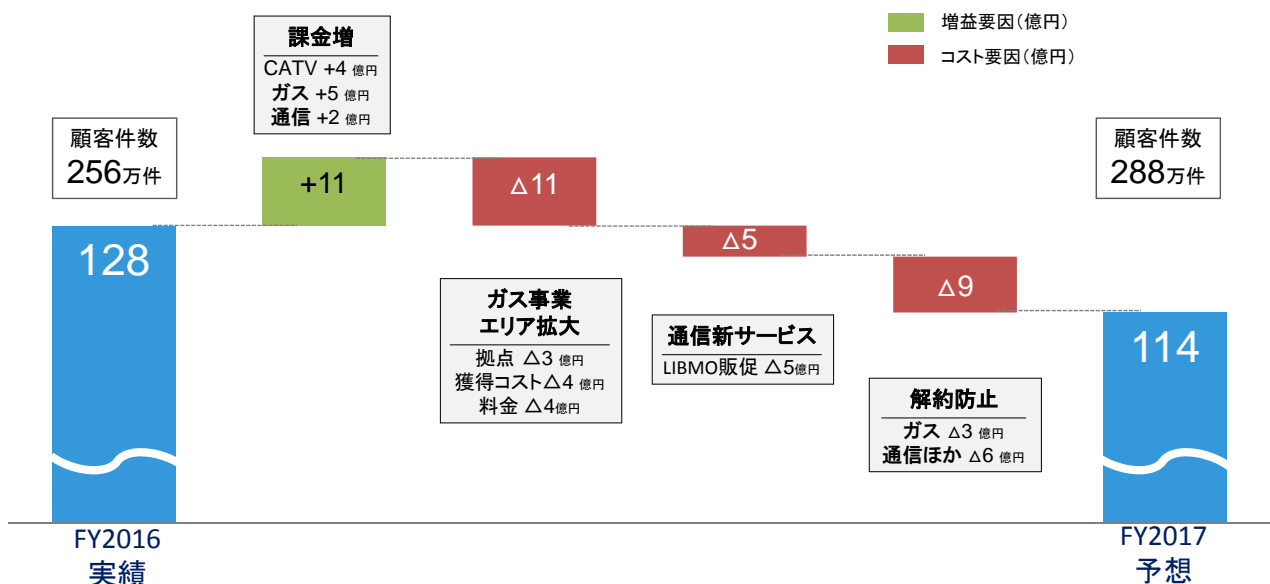 増益要因(億円)
コスト要因(億円)
課金増
CATV +4 億円
ガス +5 億円
通信 +2 億円
顧客件数
256万件
顧客件数
288万件
+11
△11
△5
△9
128
114
ガス事業
エリア拡大
拠点 △3 億円
獲得コスト△4 億円
料金 △4億円
通信新サービス
LIBMO販促 △5億円
解約防止
ガス △3 億円
通信ほか △6 億円
FY2016
実績
FY2017
予想